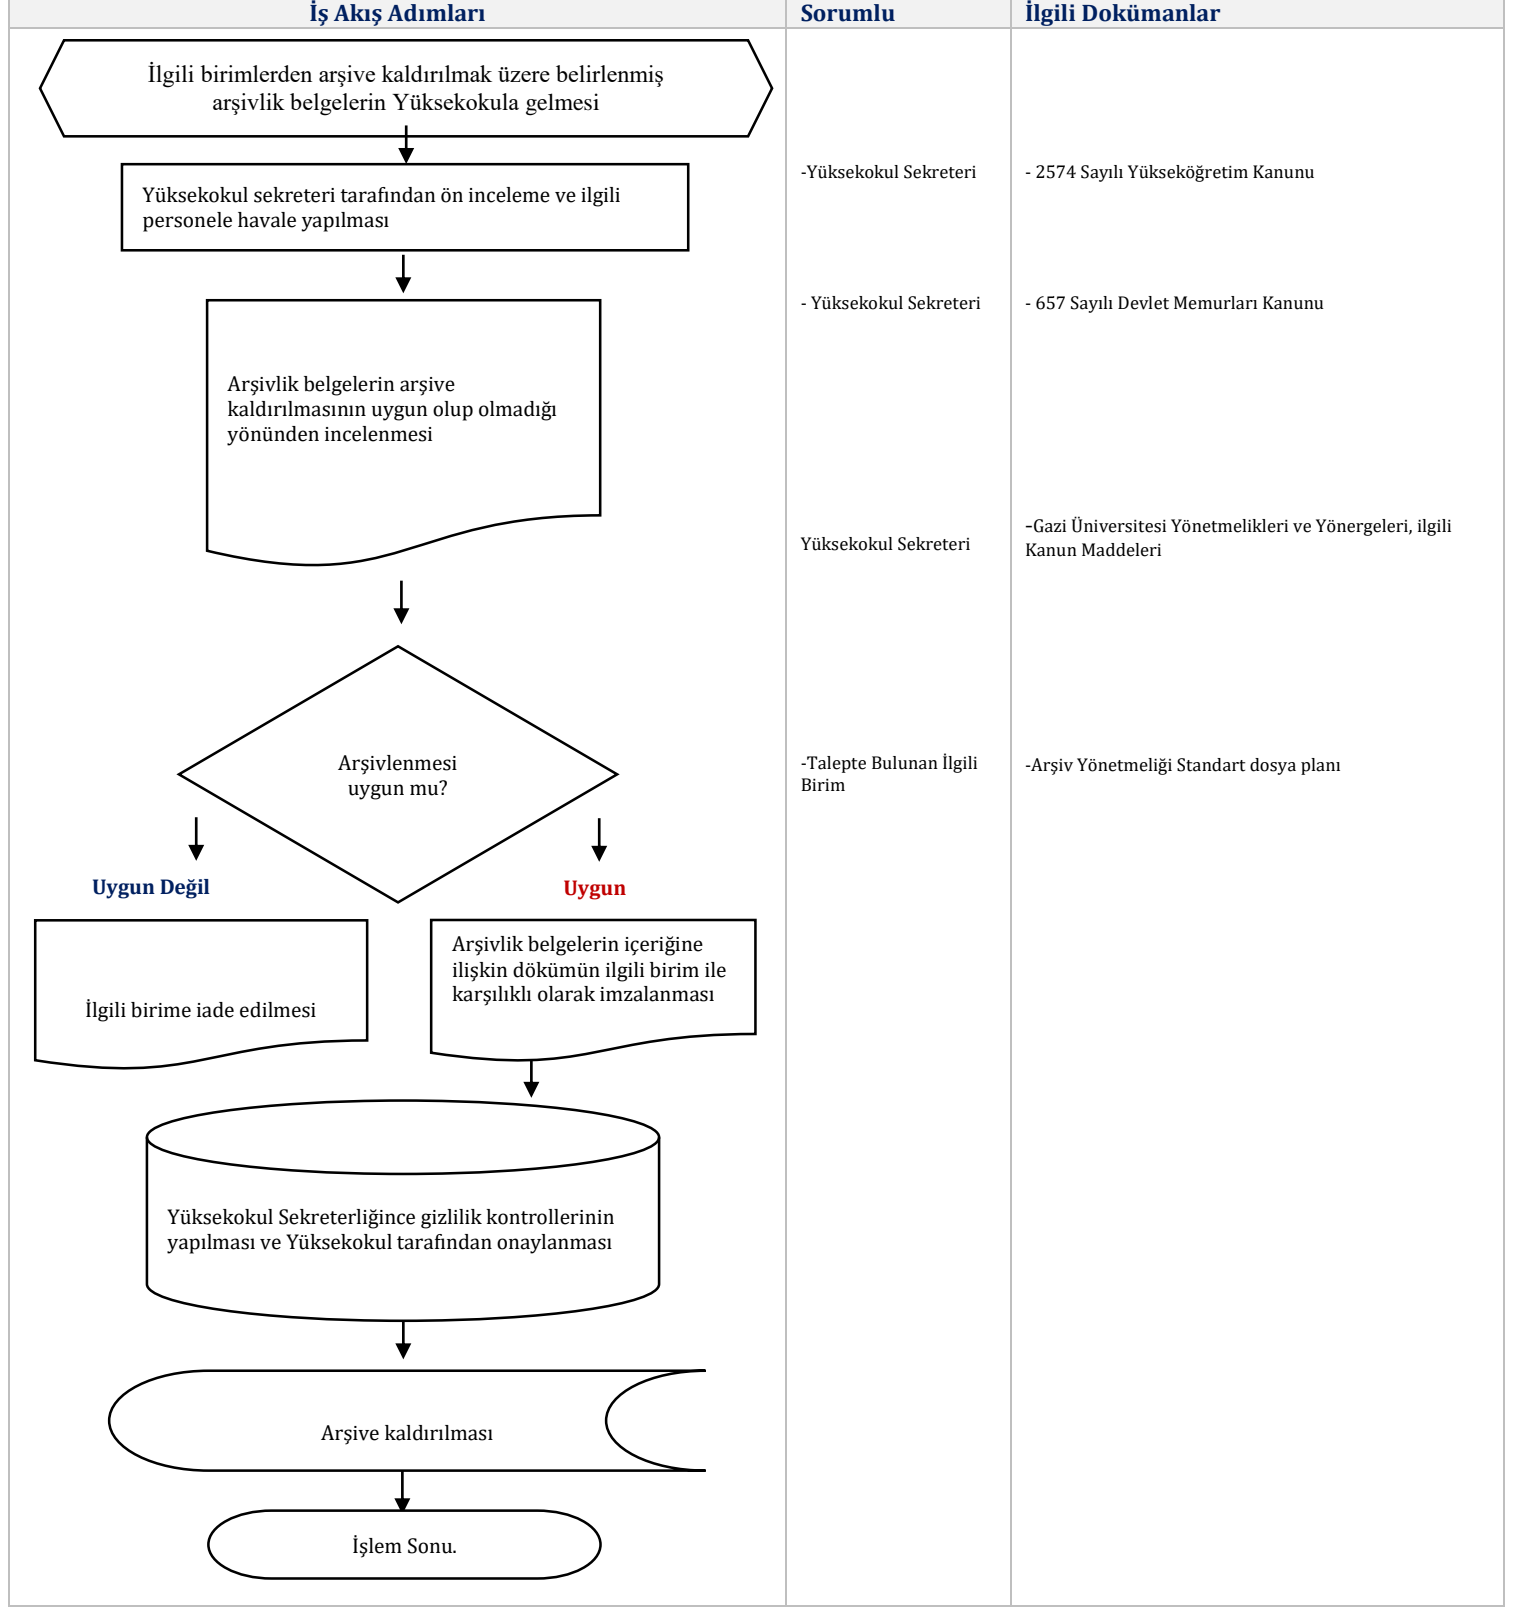 İş Akış Adımları
Sorumlu
İlgili Dokümanlar
İlgili birimlerden arşive kaldırılmak üzere belirlenmiş
arşivlik belgelerin Yüksekokula gelmesi
Yüksekokul sekreteri tarafından ön inceleme ve ilgili
personele havale yapılması
-Yüksekokul Sekreteri
- 2574 Sayılı Yükseköğretim Kanunu
- Yüksekokul Sekreteri
- 657 Sayılı Devlet Memurları Kanunu
Arşivlik belgelerin arşive
kaldırılmasının uygun olup olmadığı
yönünden incelenmesi
Yüksekokul Sekreteri
-Gazi Üniversitesi Yönetmelikleri ve Yönergeleri, ilgili
Kanun Maddeleri
Arşivlenmesi
uygun mu?
-Talepte Bulunan İlgili
Birim
-Arşiv Yönetmeliği Standart dosya planı
Uygun Değil
Uygun
İlgili birime iade edilmesi
Arşivlik belgelerin içeriğine
ilişkin dökümün ilgili birim ile
karşılıklı olarak imzalanması
Yüksekokul Sekreterliğince gizlilik kontrollerinin
yapılması ve Yüksekokul tarafından onaylanması
Arşive kaldırılması
İşlem Sonu.